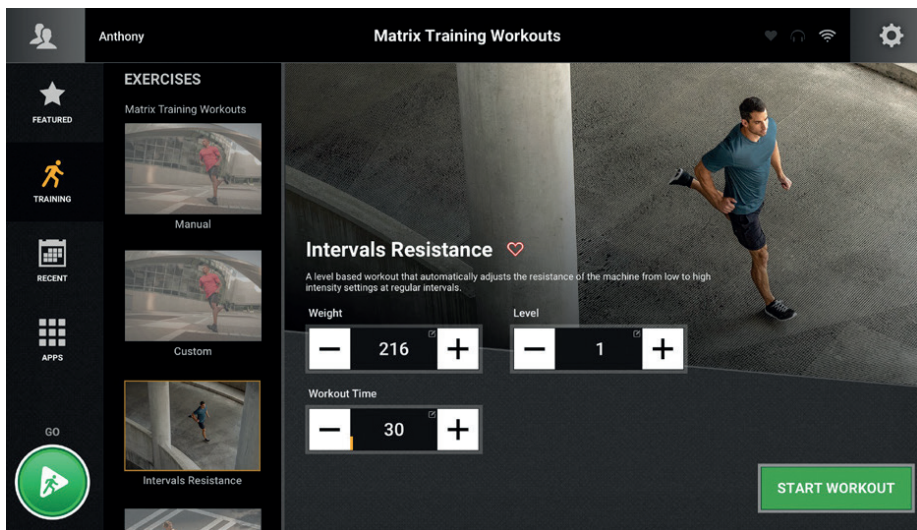 Anthony
Matrix Training Workouts
FEATURED
TRAINING
RECENT
APPS
GO
EXERCISES
Matrix Training Workouts
Manual
Custom
Intervals Resistance
Intervals Resistance
A level based workout that automatically adjusts the resistance of the machine from low to high
intensity settings at regular intervals.
Weight
Level
216
1
Workout Time
30
START WORKOUT